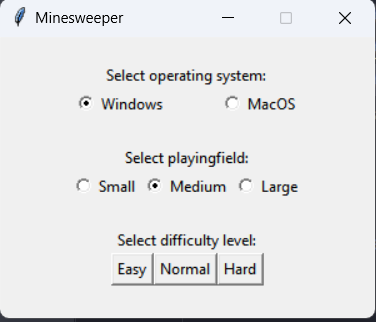 Minesweeper
Select operating system:
Windows MacOS
Select playingfield:
Small Medium Large
Select difficulty level:
Easy Normal Hard